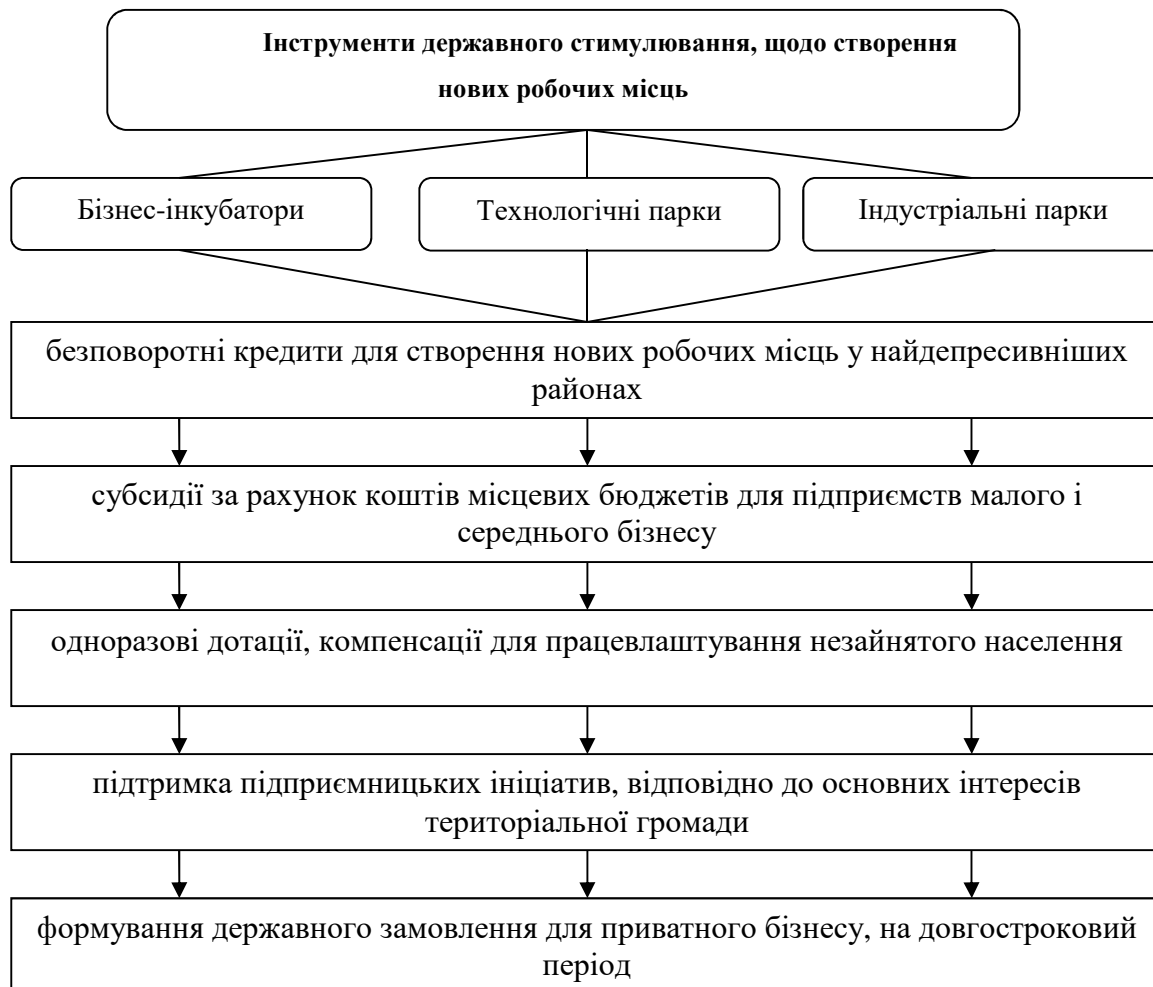 Інструменти державного стимулювання, щодо створення
нових робочих місць
Бізнес-інкубатори
Технологічні парки
Індустріальні парки
безповоротні кредити для створення нових робочих місць у найдепресивніших
районах
субсидії за рахунок коштів місцевих бюджетів для підприємств малого і
середнього бізнесу
одноразові дотації, компенсації для працевлаштування незайнятого населення
підтримка підприємницьких ініціатив, відповідно до основних інтересів
територіальної громади
формування державного замовлення для приватного бізнесу, на довгостроковий
період